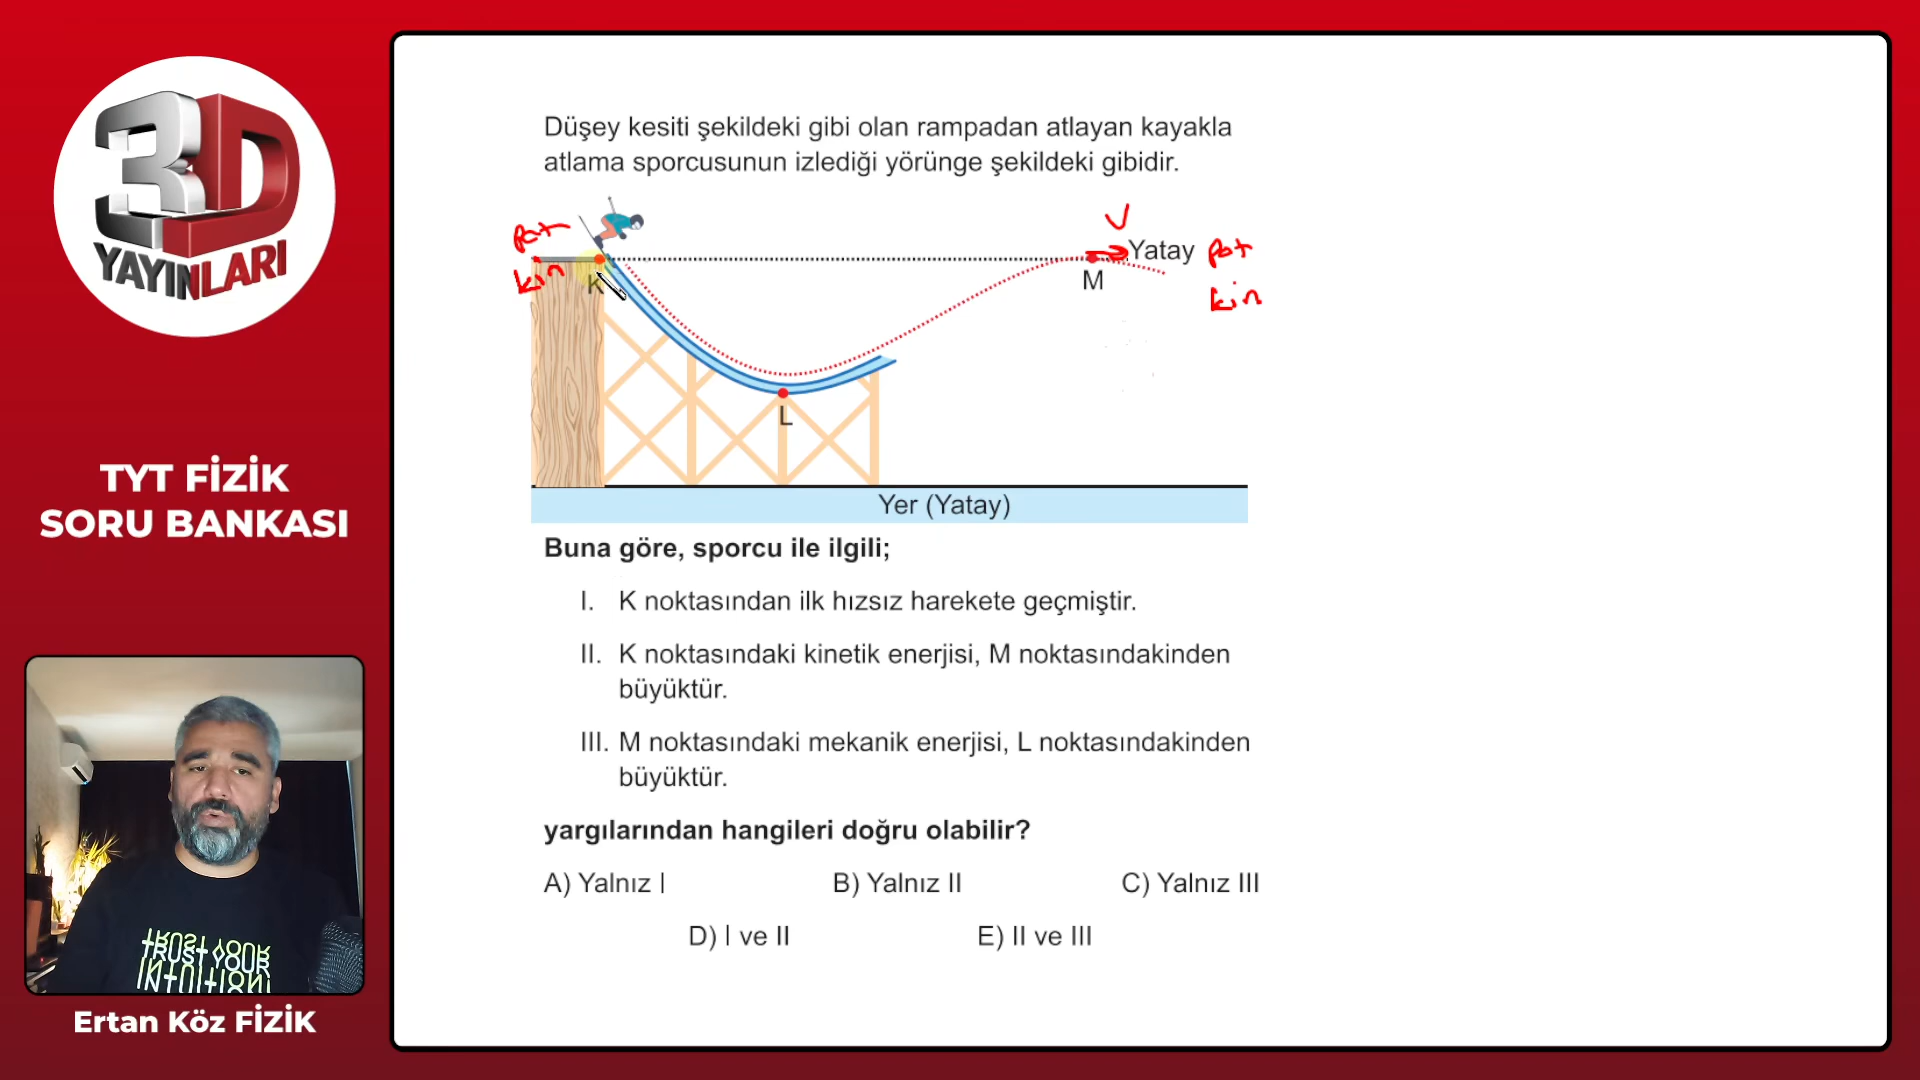 3D
YAYINLARI
TYT FİZİK
SORU BANKASI
TRUST YOUR
INTUITION!
Ertan Köz FİZİK
Düşey kesiti şekildeki gibi olan rampadan atlayan kayakla
atlama sporcusunun izlediği yörünge şekildeki gibidir.
pot
kin
K
V
Yatay
pot
M
kin
L
Yer (Yatay)
Buna göre, sporcu ile ilgili;
I. K noktasından ilk hızsız harekete geçmiştir.
II. K noktasındaki kinetik enerjisi, M noktasındakinden
büyüktür.
III. M noktasındaki mekanik enerjisi, L noktasındakinden
büyüktür.
yargılarından hangileri doğru olabilir?
A) Yalnız I B) Yalnız II C) Yalnız III
D) I ve II E) II ve III